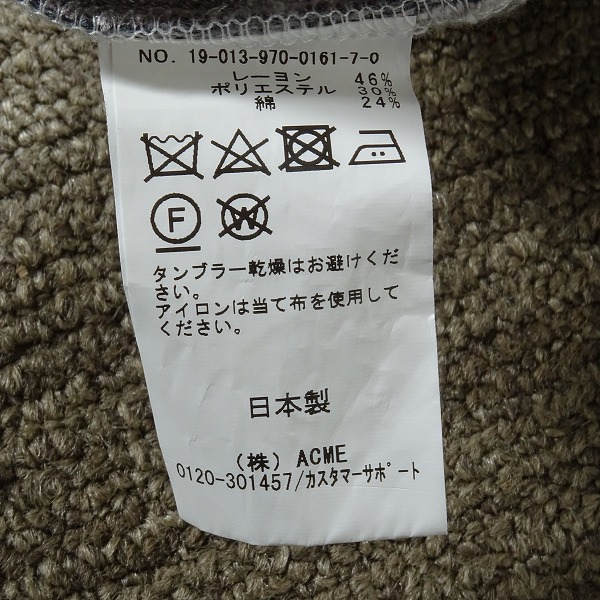 NO. 19-013-970-0161-7-0
レーヨン 46%
ポリエステル 30%
綿 24%
F W
タンブラー乾燥はお避けくだ
さい。
アイロンは当て布を使用して
ください。
日本製
(株) ACME
0120-301457/カスタマーサポート